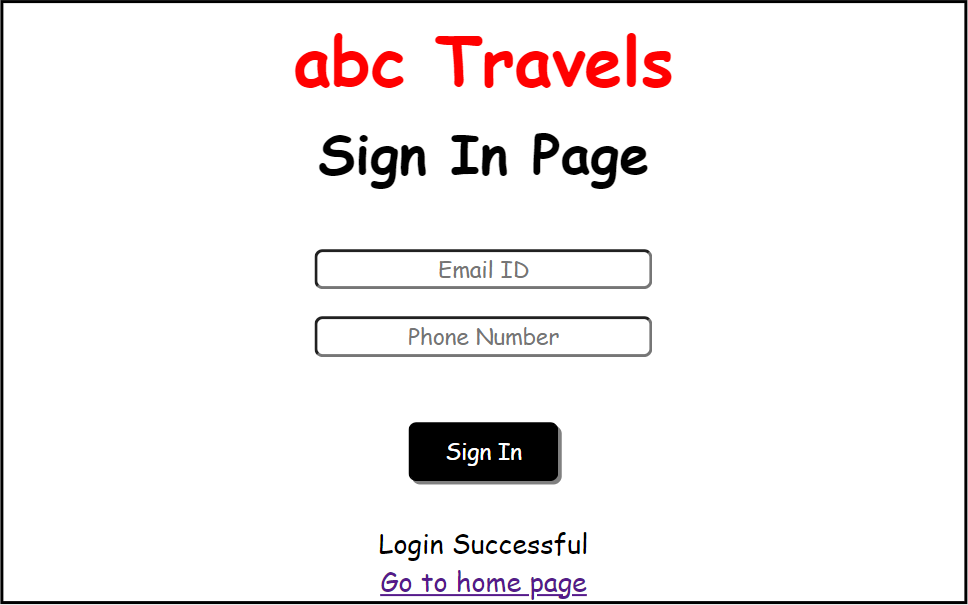 abc Travels
Sign In Page
Email ID
Phone Number
Sign In
Login Successful
Go to home page